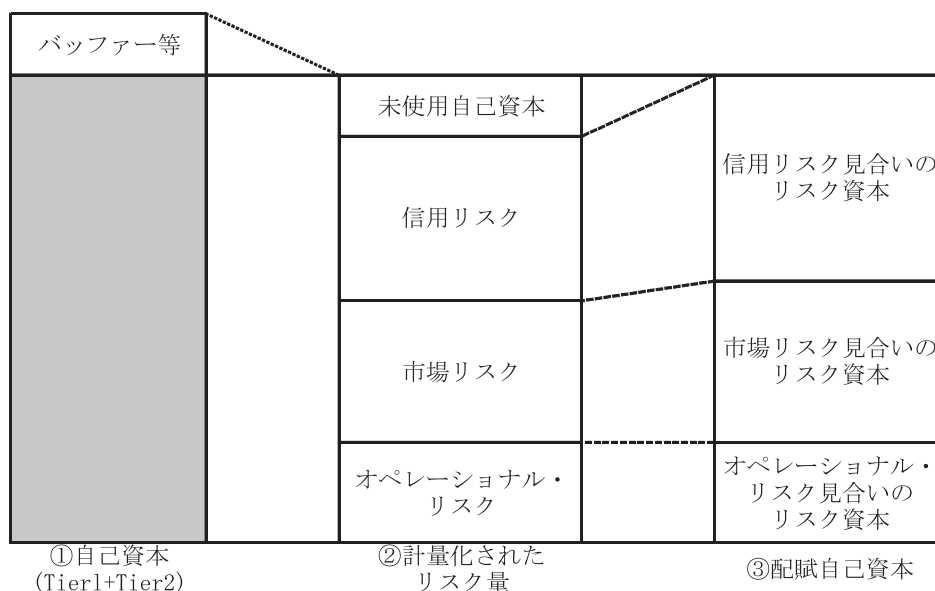 バッファー等
未使用自己資本
信用リスク
市場リスク
オペレーショナル・
リスク
信用リスク見合いの
リスク資本
市場リスク見合いの
リスク資本
オペレーショナル・
リスク見合いの
リスク資本
①自己資本
(Tier1+Tier2)
②計量化された
リスク量
③配賦自己資本